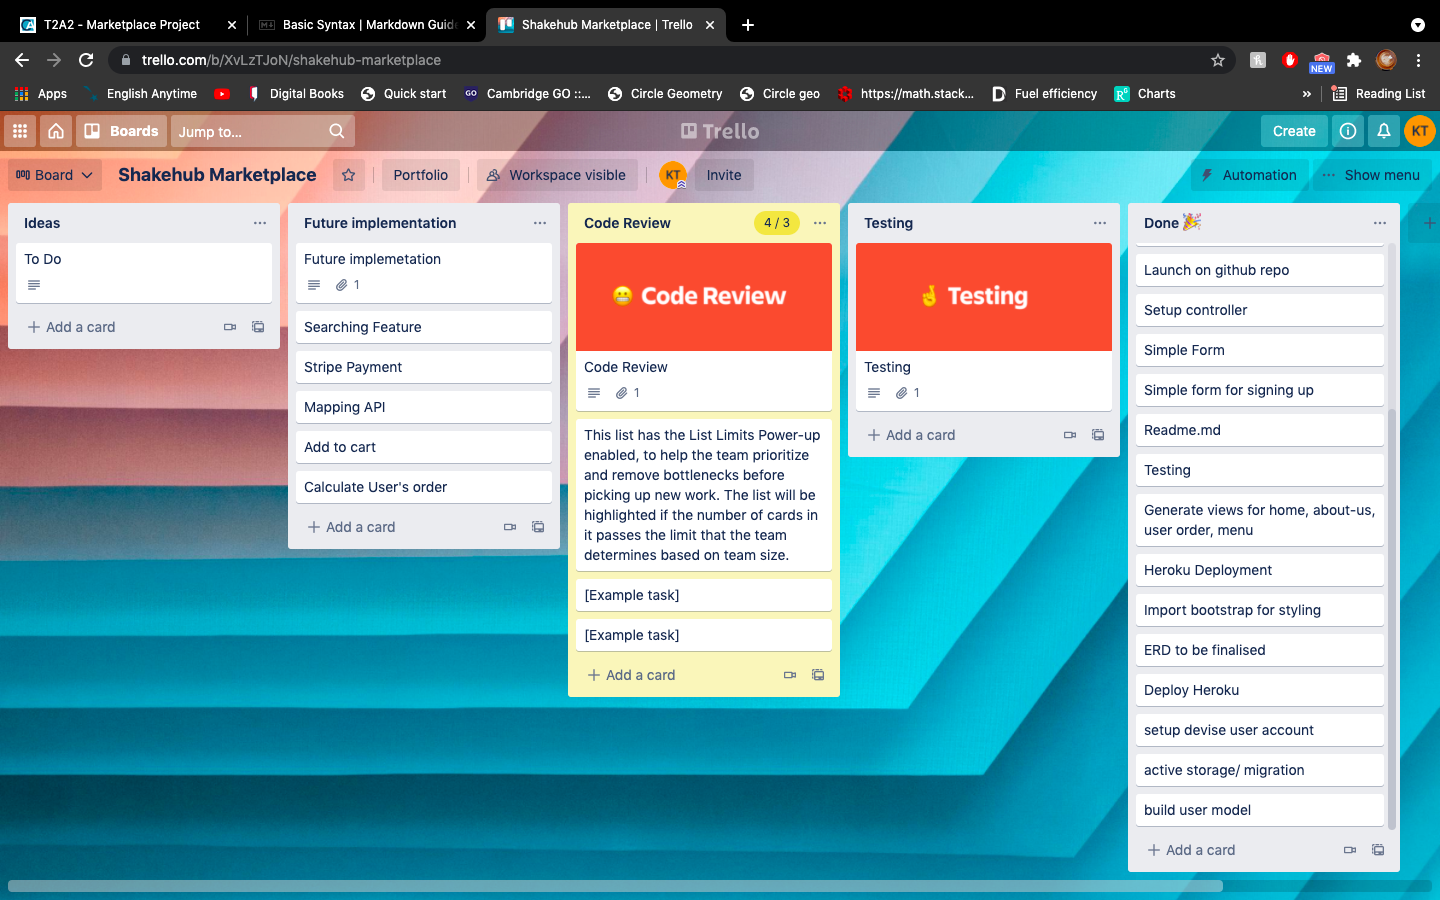 T2A2 - Marketplace Project
Basic Syntax | Markdown Guide
Shakehub Marketplace | Trello
trello.com/b/XvLzTJoN/shakehub-marketplace
NEW
Apps
English Anytime
Digital Books
Quick start
GO
Cambridge GO ::...
Circle Geometry
Circle geo
https://math.stack...
Fuel efficiency
Charts
»
Reading List
Boards
Jump to...
Trello
Create
KT
Board
Shakehub Marketplace
Portfolio
Workspace visible
KT
Invite
Automation
Show menu
Ideas
To Do
+ Add a card
Future implementation
Future implemetation
1
Searching Feature
Stripe Payment
Mapping API
Add to cart
Calculate User's order
+ Add a card
Code Review
4 / 3
😬 Code Review
Code Review
1
This list has the List Limits Power-up
enabled, to help the team prioritize
and remove bottlenecks before
picking up new work. The list will be
highlighted if the number of cards in
it passes the limit that the team
determines based on team size.
[Example task]
[Example task]
+ Add a card
Testing
🤞 Testing
Testing
1
+ Add a card
Done 🎉
Launch on github repo
Setup controller
Simple Form
Simple form for signing up
Readme.md
Testing
Generate views for home, about-us,
user order, menu
Heroku Deployment
Import bootstrap for styling
ERD to be finalised
Deploy Heroku
setup devise user account
active storage/ migration
build user model
+ Add a card